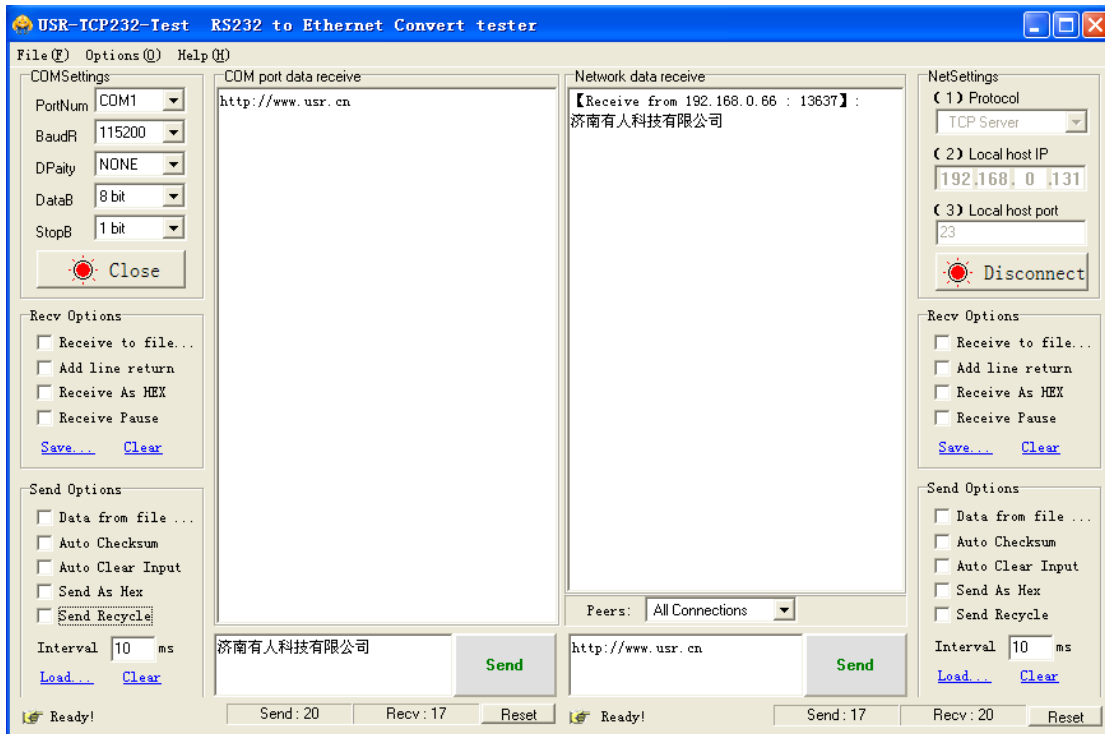 USR-TCP232-Test RS232 to Ethernet Convert tester
File(F) Options(O) Help(H)
COMSettings
PortNum COM1
BaudR 115200
DPaity NONE
DataB 8 bit
StopB 1 bit
Close
Recv Options
Receive to file...
Add line return
Receive As HEX
Receive Pause
Save... Clear
Send Options
Data from file ...
Auto Checksum
Auto Clear Input
Send As Hex
Send Recycle
Interval 10 ms
Load... Clear
COM port data receive
http://www.usr.cn
济南有人科技有限公司
Send
Ready!
Send : 20
Recv : 17
Reset
Network data receive
【Receive from 192.168.0.66 : 13637】:
济南有人科技有限公司
Peers: All Connections
http://www.usr.cn
Send
Ready!
Send : 17
Recv : 20
Reset
NetSettings
(1) Protocol
TCP Server
(2) Local host IP
192.168. 0 .131
(3) Local host port
23
Disconnect
Recv Options
Receive to file...
Add line return
Receive As HEX
Receive Pause
Save... Clear
Send Options
Data from file ...
Auto Checksum
Auto Clear Input
Send As Hex
Send Recycle
Interval 10 ms
Load... Clear